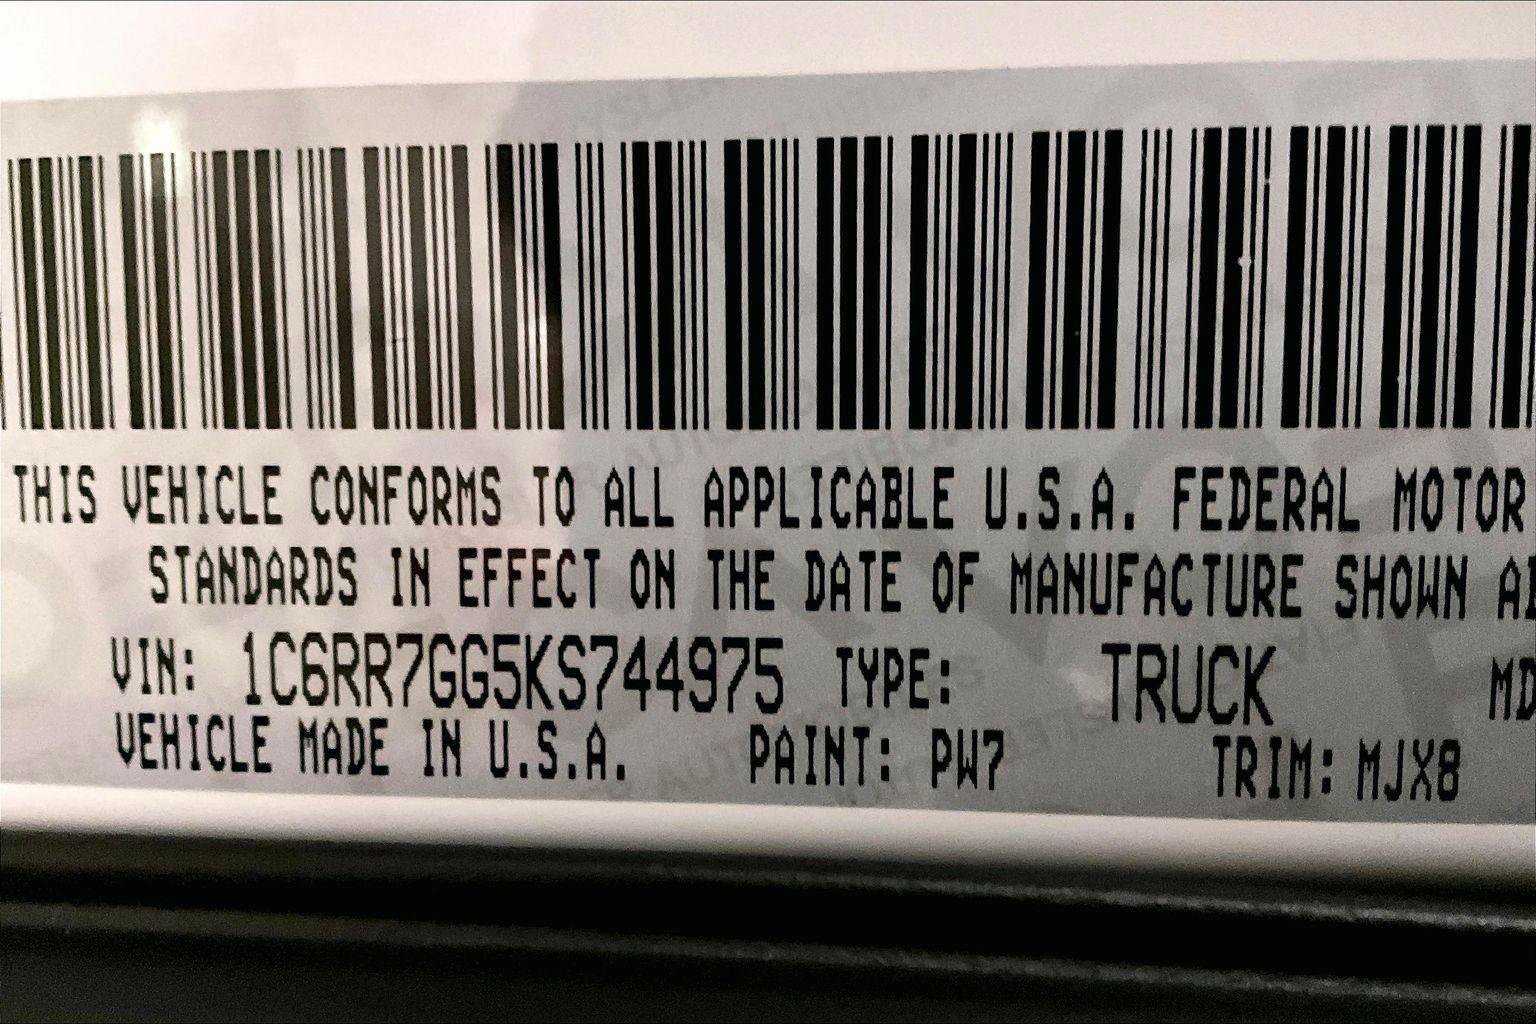 THIS VEHICLE CONFORMS TO ALL APPLICABLE U.S.A. FEDERAL MOTOR
STANDARDS IN EFFECT ON THE DATE OF MANUFACTURE SHOWN
VIN: 1C6RR7GG5KS744975 TYPE: TRUCK
VEHICLE MADE IN U.S.A. PAINT: PW7 TRIM: MJX8